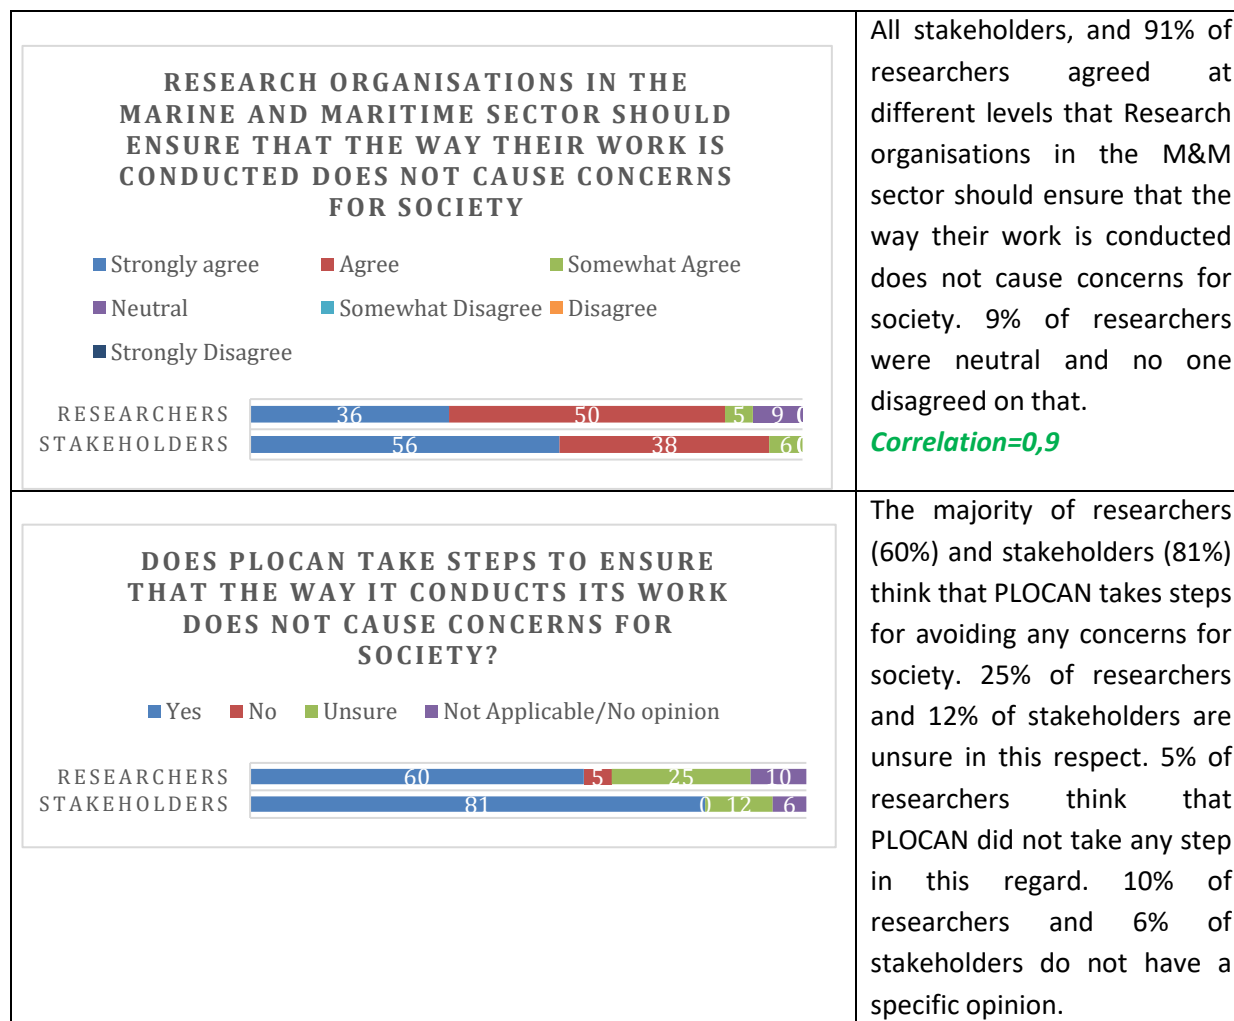 RESEARCH ORGANISATIONS IN THE
MARINE AND MARITIME SECTOR SHOULD
ENSURE THAT THE WAY THEIR WORK IS
CONDUCTED DOES NOT CAUSE CONCERNS
FOR SOCIETY
Strongly agree Agree Somewhat Agree
Neutral Somewhat Disagree Disagree
Strongly Disagree
RESEARCHERS 36 50 5 9 0
STAKEHOLDERS 56 38 6 0
All stakeholders, and 91% of
researchers agreed at
different levels that Research
organisations in the M&M
sector should ensure that the
way their work is conducted
does not cause concerns for
society. 9% of researchers
were neutral and no one
disagreed on that.
Correlation=0,9
DOES PLOCAN TAKE STEPS TO ENSURE
THAT THE WAY IT CONDUCTS ITS WORK
DOES NOT CAUSE CONCERNS FOR
SOCIETY?
Yes No Unsure Not Applicable/No opinion
RESEARCHERS 60 5 25 10
STAKEHOLDERS 81 0 12 6
The majority of researchers
(60%) and stakeholders (81%)
think that PLOCAN takes steps
for avoiding any concerns for
society. 25% of researchers
and 12% of stakeholders are
unsure in this respect. 5% of
researchers think that
PLOCAN did not take any step
in this regard. 10% of
researchers and 6% of
stakeholders do not have a
specific opinion.